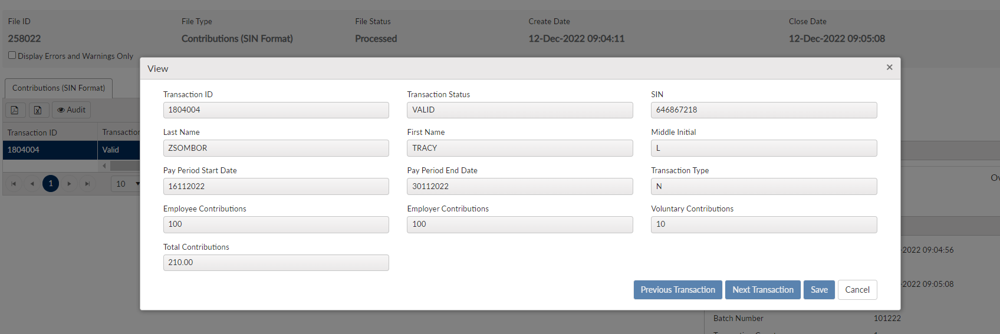 File ID File Type File Status Create Date Close Date
258022 Contributions (SIN Format) Processed 12-Dec-2022 09:04:11 12-Dec-2022 09:05:08
Display Errors and Warnings Only
View ×
Contributions (SIN Format)
Audit
Transaction ID
1804004 Valid
1 10
Transaction ID Transaction Status SIN
1804004 VALID 646867218
Last Name First Name Middle Initial
ZSOMBOR TRACY L
Pay Period Start Date Pay Period End Date Transaction Type
16112022 30112022 N
Employee Contributions Employer Contributions Voluntary Contributions
100 100 10
Total Contributions
210.00
Previous Transaction Next Transaction Save Cancel
-2022 09:04:56
-2022 09:05:08
Batch Number 101222